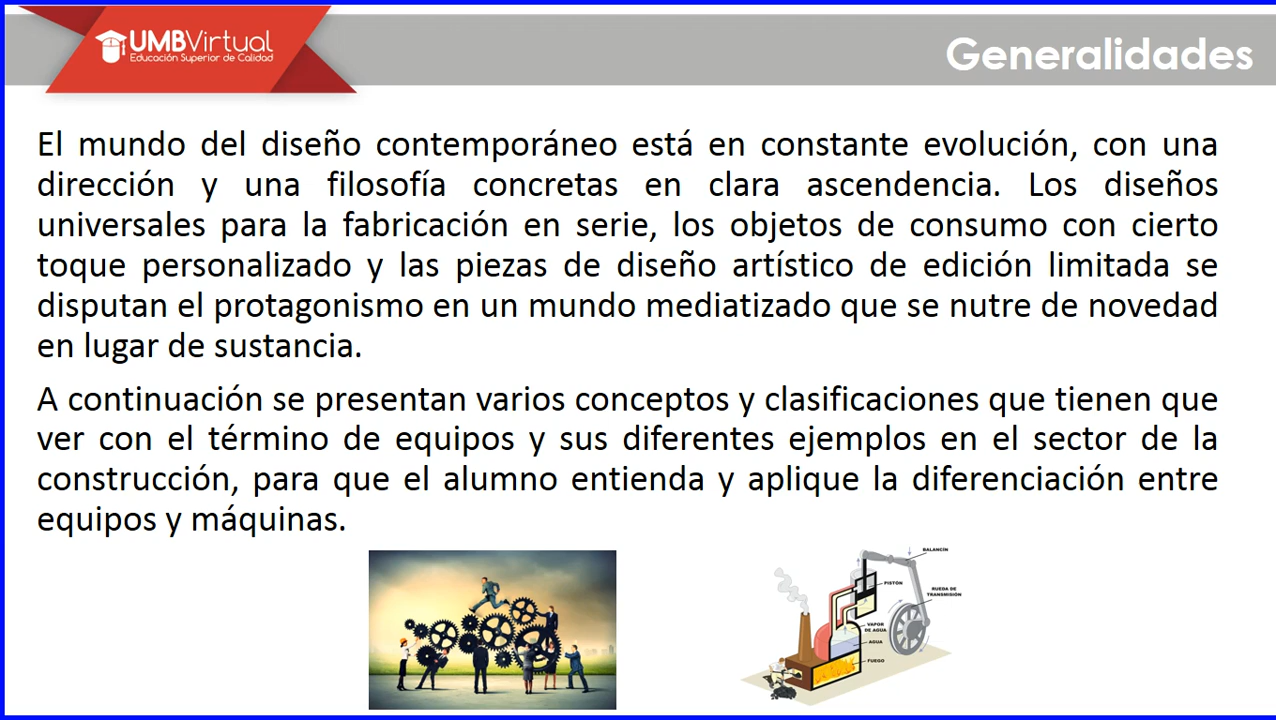 UMBVirtual
Educación Superior de Calidad
Generalidades
El mundo del diseño contemporáneo está en constante evolución, con una
dirección y una filosofía concretas en clara ascendencia. Los diseños
universales para la fabricación en serie, los objetos de consumo con cierto
toque personalizado y las piezas de diseño artístico de edición limitada se
disputan el protagonismo en un mundo mediatizado que se nutre de novedad
en lugar de sustancia.
A continuación se presentan varios conceptos y clasificaciones que tienen que
ver con el término de equipos y sus diferentes ejemplos en el sector de la
construcción, para que el alumno entienda y aplique la diferenciación entre
equipos y máquinas.
BALANCÍN
PISTÓN
RUEDA DE
TRANSMISIÓN
VAPOR
DE AGUA
AGUA
FUEGO